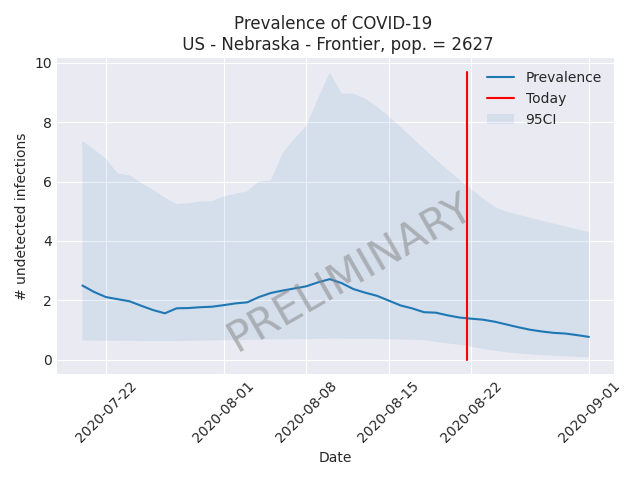 Prevalence of COVID-19
US - Nebraska - Frontier, pop. = 2627
10
8
6
4
2
0
# undetected infections
Prevalence
Today
95CI
PRELIMINARY
2020-07-22
2020-08-01
2020-08-08
2020-08-15
2020-08-22
2020-09-01
Date